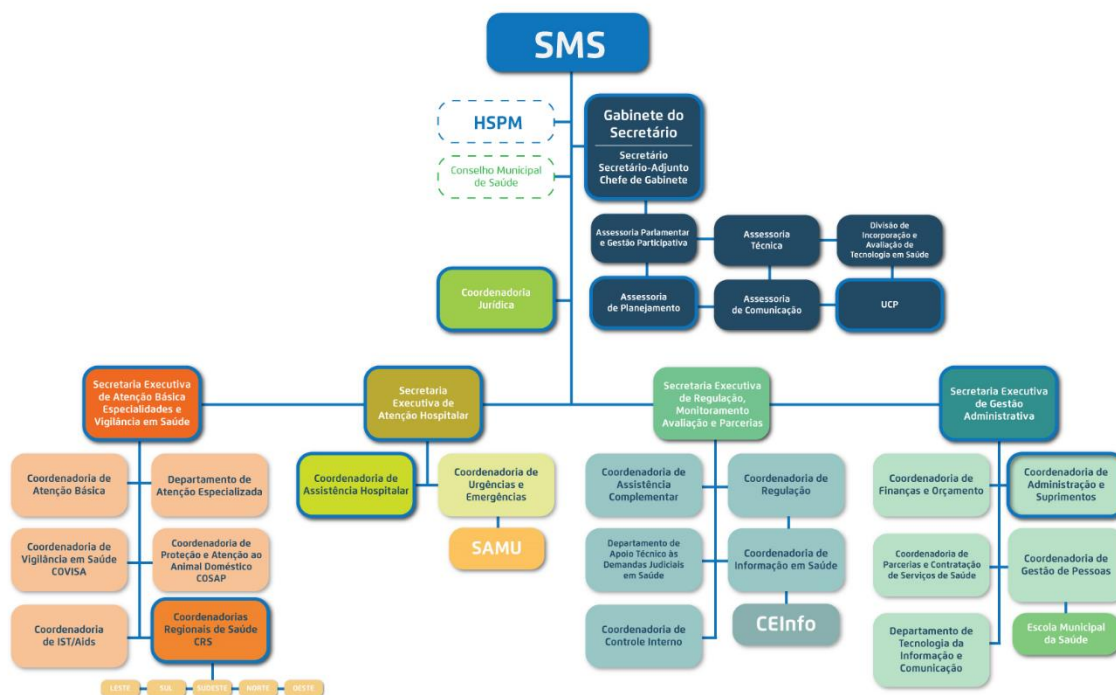 SMS
HSPM
Conselho Municipal
de Saúde
Gabinete do
Secretário
Secretário
Secretário-Adjunto
Chefe de Gabinete
Assessoria Parlamentar
e Gestão Participativa
Assessoria
Técnica
Divisão de
Incorporação e
Avaliação de
Tecnologia em Saúde
Coordenadoria
Jurídica
Assessoria
de Planejamento
Assessoria
de Comunicação
UCP
Secretaria Executiva
de Atenção Básica
Especialidades e
Vigilância em Saúde
Secretaria
Executiva de
Atenção Hospitalar
Secretaria Executiva
de Regulação,
Monitoramento
Avaliação e Parcerias
Secretaria Executiva
de Gestão
Administrativa
Coordenadoria de
Atenção Básica
Departamento de
Atenção Especializada
Coordenadoria de
Vigilância em Saúde
COVISA
Coordenadoria de
Proteção e Atenção ao
Animal Doméstico
COSAP
Coordenadoria
de IST/Aids
Coordenadorias
Regionais de Saúde
CRS
LESTE
SUL
SUDESTE
NORTE
OESTE
Coordenadoria de
Assistência Hospitalar
Coordenadoria de
Urgências e
Emergências
SAMU
Coordenadoria de
Assistência
Complementar
Coordenadoria de
Regulação
Departamento de
Apoio Técnico às
Demandas Judiciais
em Saúde
Coordenadoria de
Informação em Saúde
CEInfo
Coordenadoria de
Controle Interno
Coordenadoria de
Finanças e Orçamento
Coordenadoria de
Administração e
Suprimentos
Coordenadoria de
Parcerias e Contratação
de Serviços de Saúde
Coordenadoria de
Gestão de Pessoas
Escola Municipal
da Saúde
Departamento de
Tecnologia da
Informação e
Comunicação